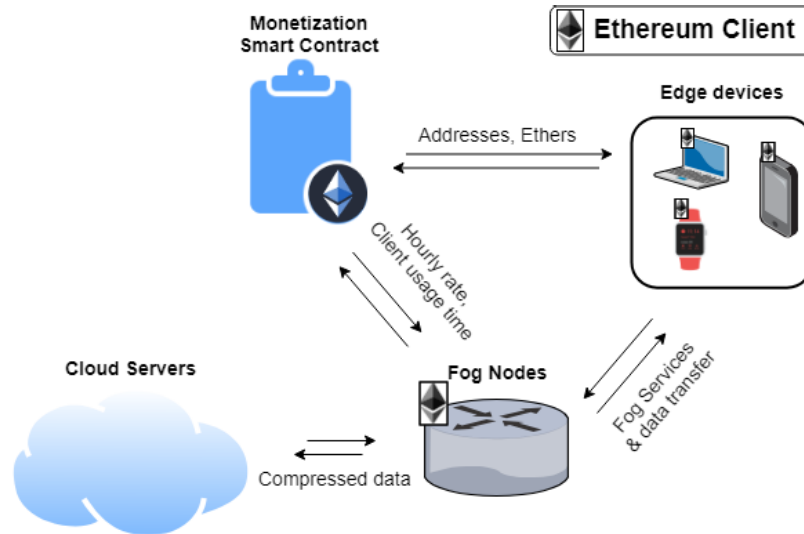 Monetization
Smart Contract
Ethereum Client
Edge devices
Addresses, Ethers
Hourly rate,
Client usage time
Cloud Servers
Fog Nodes
Fog Services
& data transfer
Compressed data